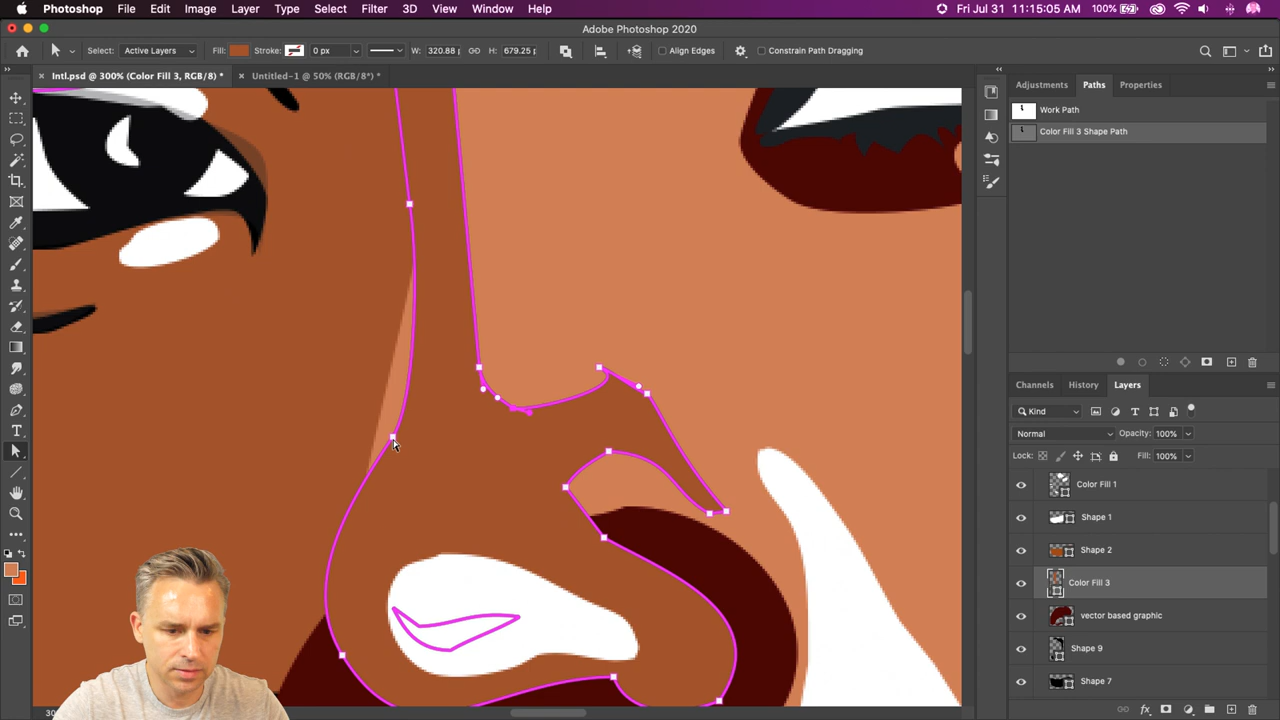 Photoshop File Edit Image Layer Type Select Filter 3D View Window Help 100% Fri Jul 31 11:15:05 AM
Adobe Photoshop 2020
Select: Active Layers Fill: Stroke: 0 px W: 320.88 p H: 679.25 p Align Edges Constrain Path Dragging
Intl.psd @ 300% (Color Fill 3, RGB/8) * Untitled-1 @ 50% (RGB/8*) *
Adjustments Paths Properties
Work Path
Color Fill 3 Shape Path
Channels History Layers
Kind
Normal Opacity: 100%
Lock: Fill: 100%
Color Fill 1
Shape 1
Shape 2
Color Fill 3
vector based graphic
Shape 9
Shape 7